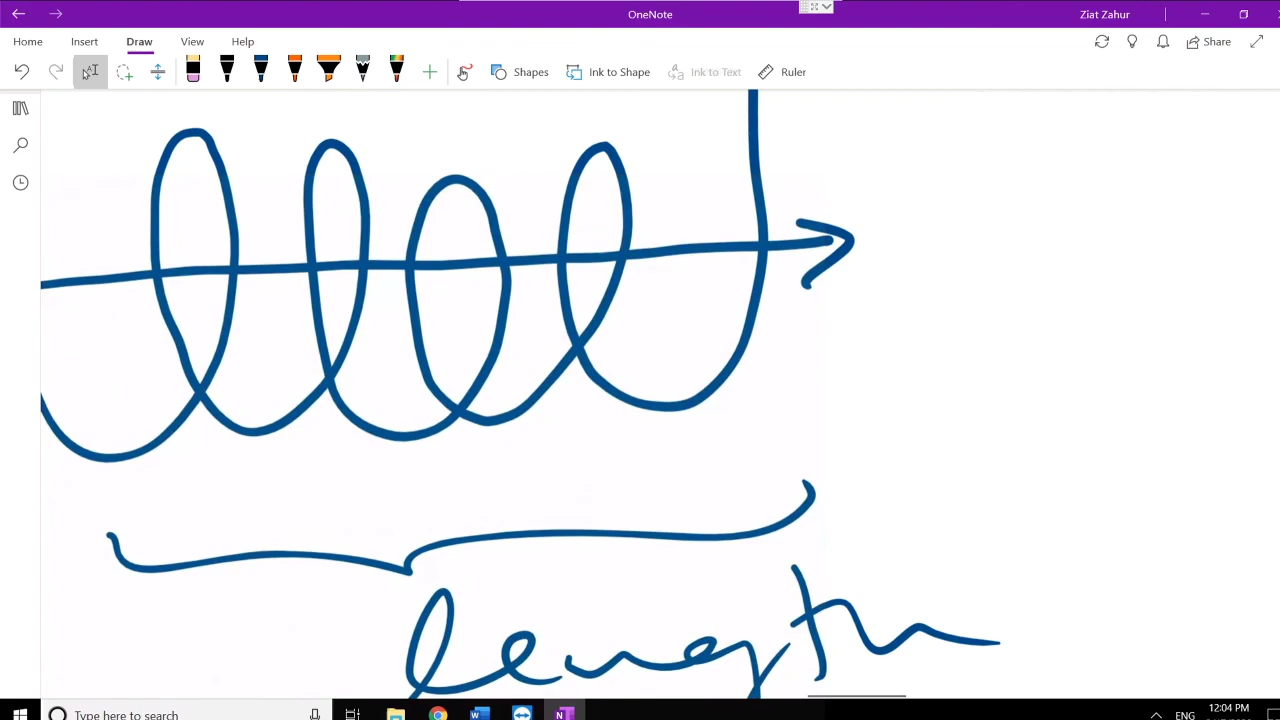 OneNote
Ziat Zahur
Home Insert Draw View Help
Share
Shapes Ink to Shape Ink to Text Ruler
length
Type here to search
ENG
12:04 PM